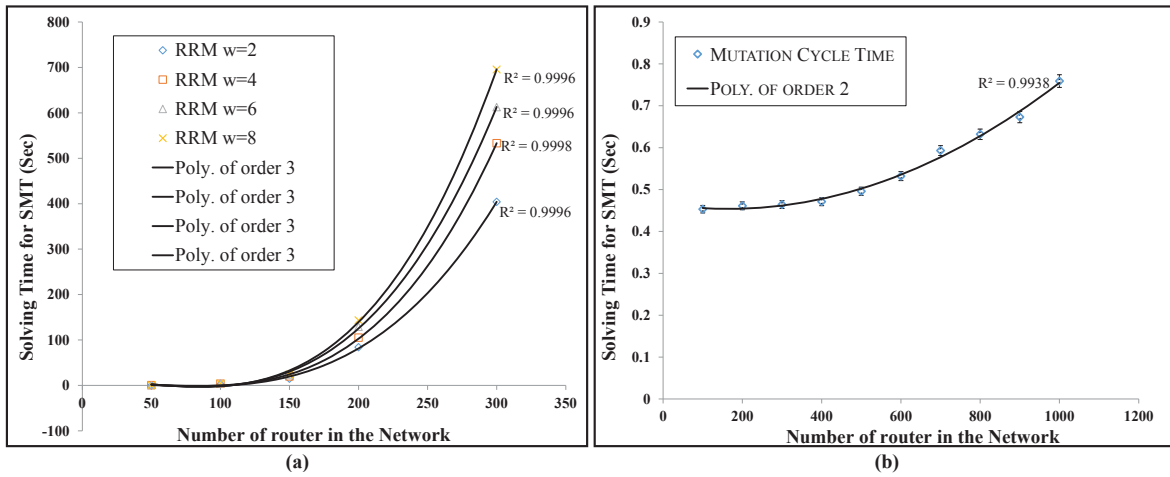 800
700
600
500
400
300
200
100
0
-100
Solving Time for SMT (Sec)
RRM w=2
RRM w=4
RRM w=6
RRM w=8
Poly. of order 3
Poly. of order 3
Poly. of order 3
Poly. of order 3
R² = 0.9996
R² = 0.9996
R² = 0.9998
R² = 0.9996
0 50 100 150 200 250 300 350
Number of router in the Network
(a)
0.9
0.8
0.7
0.6
0.5
0.4
0.3
0.2
0.1
0
Solving Time for SMT (Sec)
MUTATION CYCLE TIME
POLY. OF ORDER 2
R² = 0.9938
0 200 400 600 800 1000 1200
Number of router in the Network
(b)